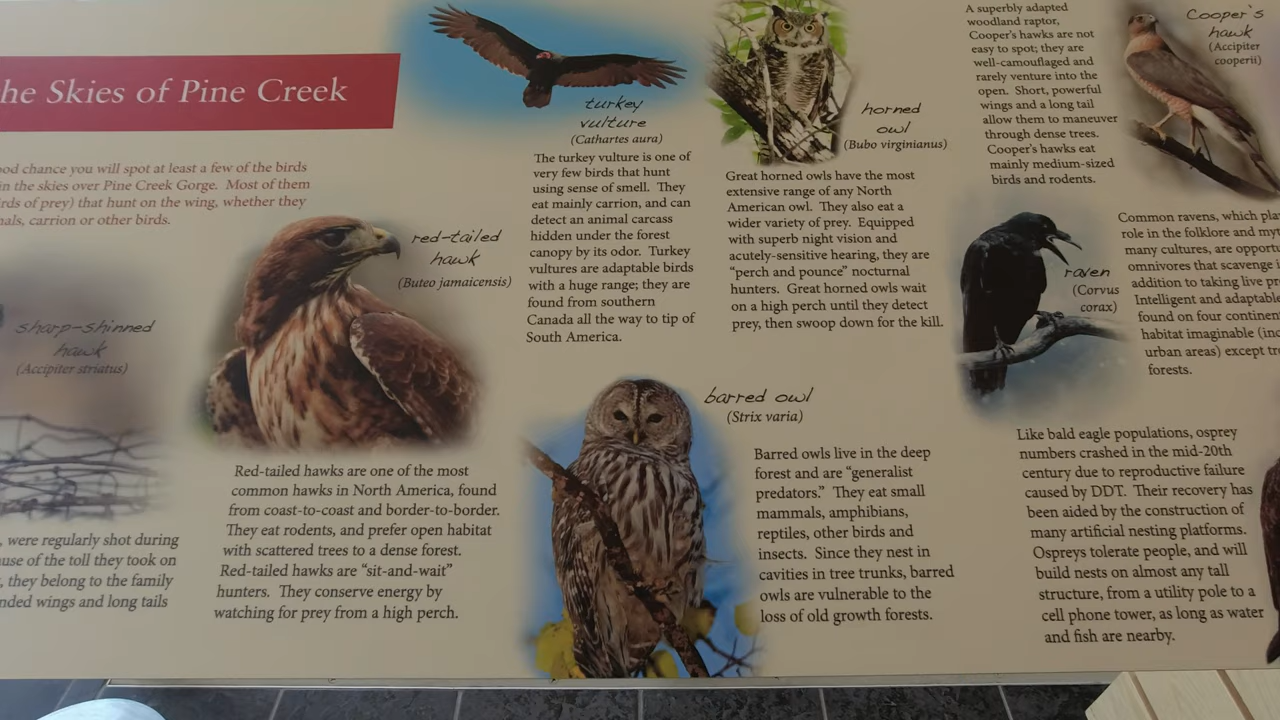 he Skies of Pine Creek
ood chance you will spot at least a few of the birds
in the skies over Pine Creek Gorge. Most of them
rds of prey) that hunt on the wing, whether they
nals, carrion or other birds.
sharp-shinned
hawk
(Accipiter striatus)
, were regularly shot during
use of the toll they took on
, they belong to the family
nded wings and long tails
red-tailed
hawk
(Buteo jamaicensis)
Red-tailed hawks are one of the most
common hawks in North America, found
from coast-to-coast and border-to-border.
They eat rodents, and prefer open habitat
with scattered trees to a dense forest.
Red-tailed hawks are "sit-and-wait"
hunters. They conserve energy by
watching for prey from a high perch.
turkey
vulture
(Cathartes aura)
The turkey vulture is one of
very few birds that hunt
using sense of smell. They
eat mainly carrion, and can
detect an animal carcass
hidden under the forest
canopy by its odor. Turkey
vultures are adaptable birds
with a huge range; they are
found from southern
Canada all the way to tip of
South America.
horned
owl
(Bubo virginianus)
Great horned owls have the most
extensive range of any North
American owl. They also eat a
wider variety of prey. Equipped
with superb night vision and
acutely-sensitive hearing, they are
"perch and pounce" nocturnal
hunters. Great horned owls wait
on a high perch until they detect
prey, then swoop down for the kill.
barred owl
(Strix varia)
Barred owls live in the deep
forest and are "generalist
predators." They eat small
mammals, amphibians,
reptiles, other birds and
insects. Since they nest in
cavities in tree trunks, barred
owls are vulnerable to the
loss of old growth forests.
A superbly adapted
woodland raptor,
Cooper's hawks are not
easy to spot; they are
well-camouflaged and
rarely venture into the
open. Short, powerful
wings and a long tail
allow them to maneuver
through dense trees.
Cooper's hawks eat
mainly medium-sized
birds and rodents.
Cooper's
hawk
(Accipiter
cooperii)
raven
(Corvus
corax)
Common ravens, which pla
role in the folklore and myt
many cultures, are opportu
omnivores that scavenge i
addition to taking live pr
Intelligent and adaptable
found on four continen
habitat imaginable (inc
urban areas) except tr
forests.
Like bald eagle populations, osprey
numbers crashed in the mid-20th
century due to reproductive failure
caused by DDT. Their recovery has
been aided by the construction of
many artificial nesting platforms.
Ospreys tolerate people, and will
build nests on almost any tall
structure, from a utility pole to a
cell phone tower, as long as water
and fish are nearby.